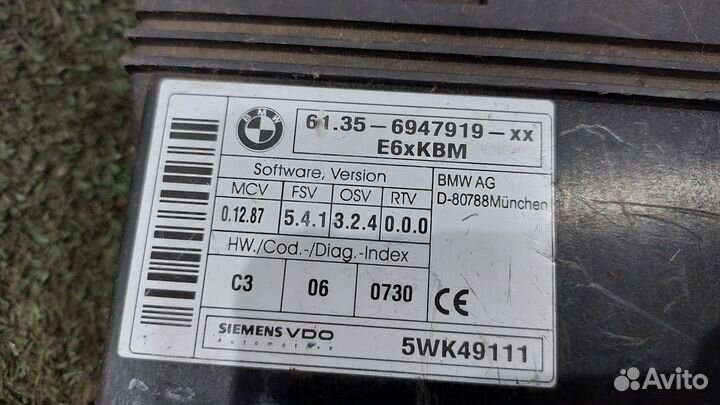 BMW
61.35-6947919-xx
E6xKBM
Software, Version
MCV FSV OSV RTV
0.12.87 5.4.1 3.2.4 0.0.0
BMW AG
D-80788München
HW./Cod.-/Diag.-Index
C3 06 0730
CE
SIEMENS VDO
Automotive
5WK49111
Avito